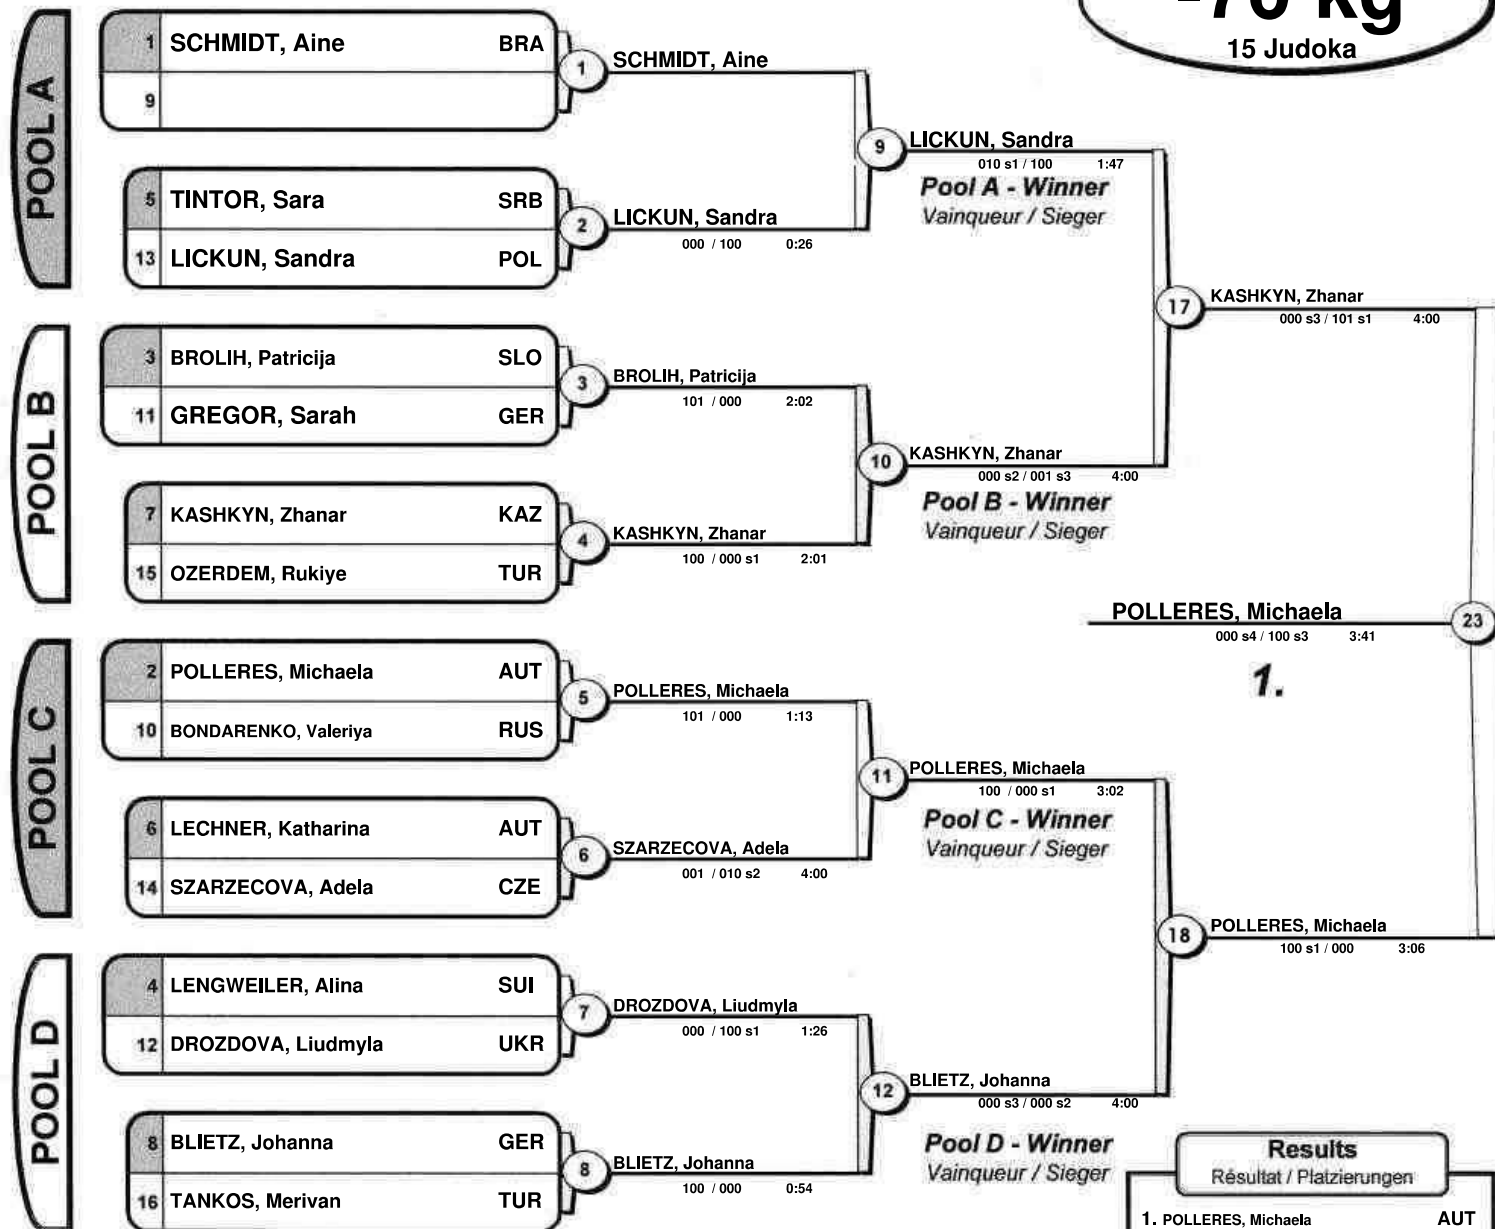 -70 kg
15 Judoka
POOL A
1 SCHMIDT, Aine BRA
9
1 SCHMIDT, Aine
5 TINTOR, Sara SRB
13 LICKUN, Sandra POL
2 LICKUN, Sandra
000 / 100 0:26
9 LICKUN, Sandra
010 s1 / 100 1:47
Pool A - Winner
Vainqueur / Sieger
POOL B
3 BROLIH, Patricija SLO
11 GREGOR, Sarah GER
3 BROLIH, Patricija
101 / 000 2:02
7 KASHKYN, Zhanar KAZ
15 OZERDEM, Rukiye TUR
4 KASHKYN, Zhanar
100 / 000 s1 2:01
10 KASHKYN, Zhanar
000 s2 / 001 s3 4:00
Pool B - Winner
Vainqueur / Sieger
17 KASHKYN, Zhanar
000 s3 / 101 s1 4:00
POLLERES, Michaela 23
000 s4 / 100 s3 3:41
1.
POOL C
2 POLLERES, Michaela AUT
10 BONDARENKO, Valeriya RUS
5 POLLERES, Michaela
101 / 000 1:13
6 LECHNER, Katharina AUT
14 SZARZECOVA, Adela CZE
6 SZARZECOVA, Adela
001 / 010 s2 4:00
11 POLLERES, Michaela
100 / 000 s1 3:02
Pool C - Winner
Vainqueur / Sieger
18 POLLERES, Michaela
100 s1 / 000 3:06
POOL D
4 LENGWEILER, Alina SUI
12 DROZDOVA, Liudmyla UKR
7 DROZDOVA, Liudmyla
000 / 100 s1 1:26
8 BLIETZ, Johanna GER
16 TANKOS, Merivan TUR
8 BLIETZ, Johanna
100 / 000 0:54
12 BLIETZ, Johanna
000 s3 / 000 s2 4:00
Pool D - Winner
Vainqueur / Sieger
Results
Résultat / Platzierungen
1. POLLERES, Michaela AUT